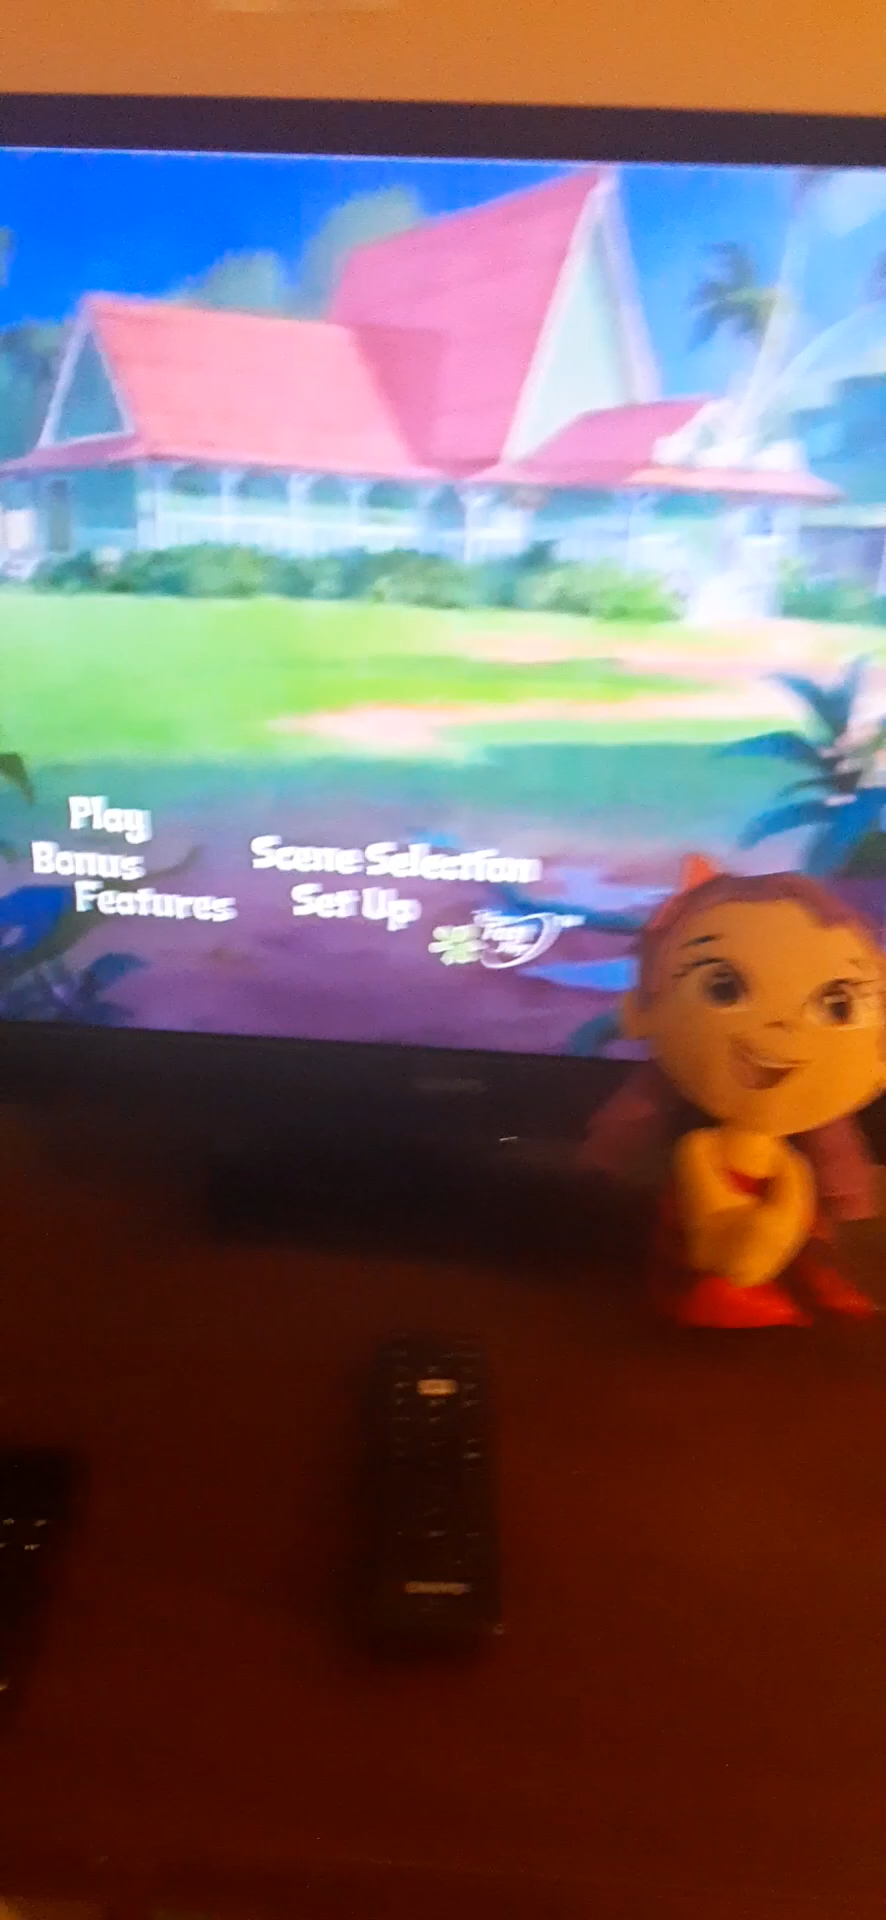 Play
Bonus
Features
Scene Selection
Set Up